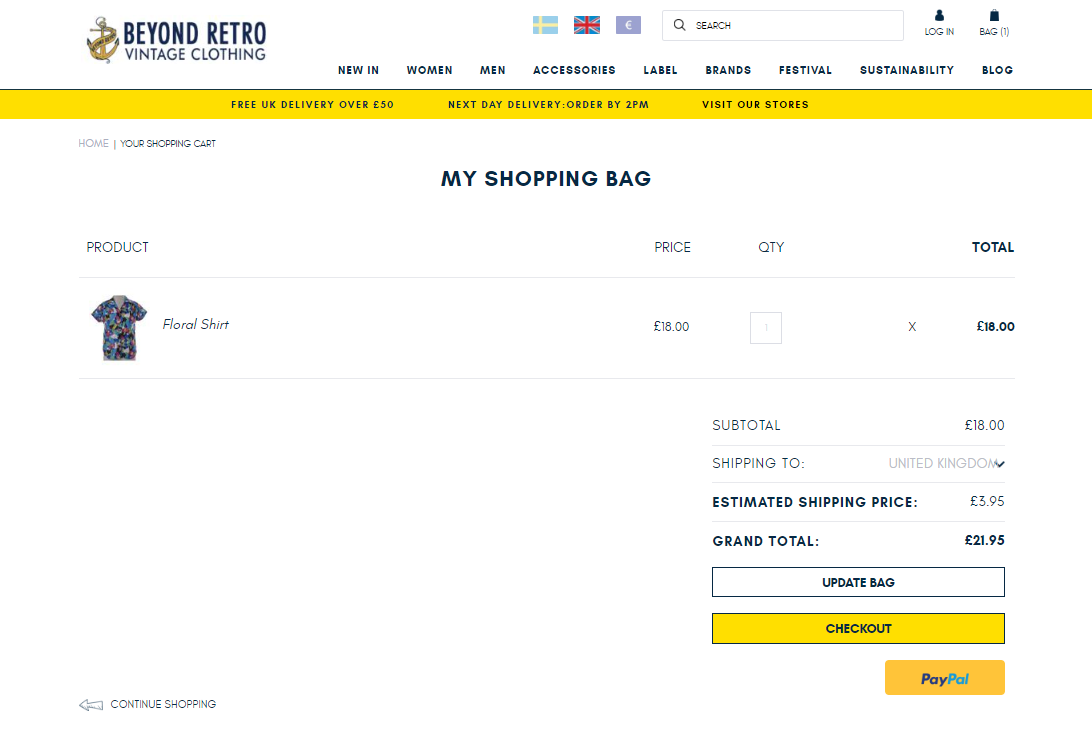 BEYOND RETRO
VINTAGE CLOTHING
€
SEARCH
LOG IN
BAG (1)
NEW IN WOMEN MEN ACCESSORIES LABEL BRANDS FESTIVAL SUSTAINABILITY BLOG
FREE UK DELIVERY OVER £50 NEXT DAY DELIVERY:ORDER BY 2PM VISIT OUR STORES
HOME | YOUR SHOPPING CART
MY SHOPPING BAG
PRODUCT PRICE QTY TOTAL
Floral Shirt £18.00 1 X £18.00
SUBTOTAL £18.00
SHIPPING TO: UNITED KINGDOM
ESTIMATED SHIPPING PRICE: £3.95
GRAND TOTAL: £21.95
UPDATE BAG
CHECKOUT
PayPal
CONTINUE SHOPPING